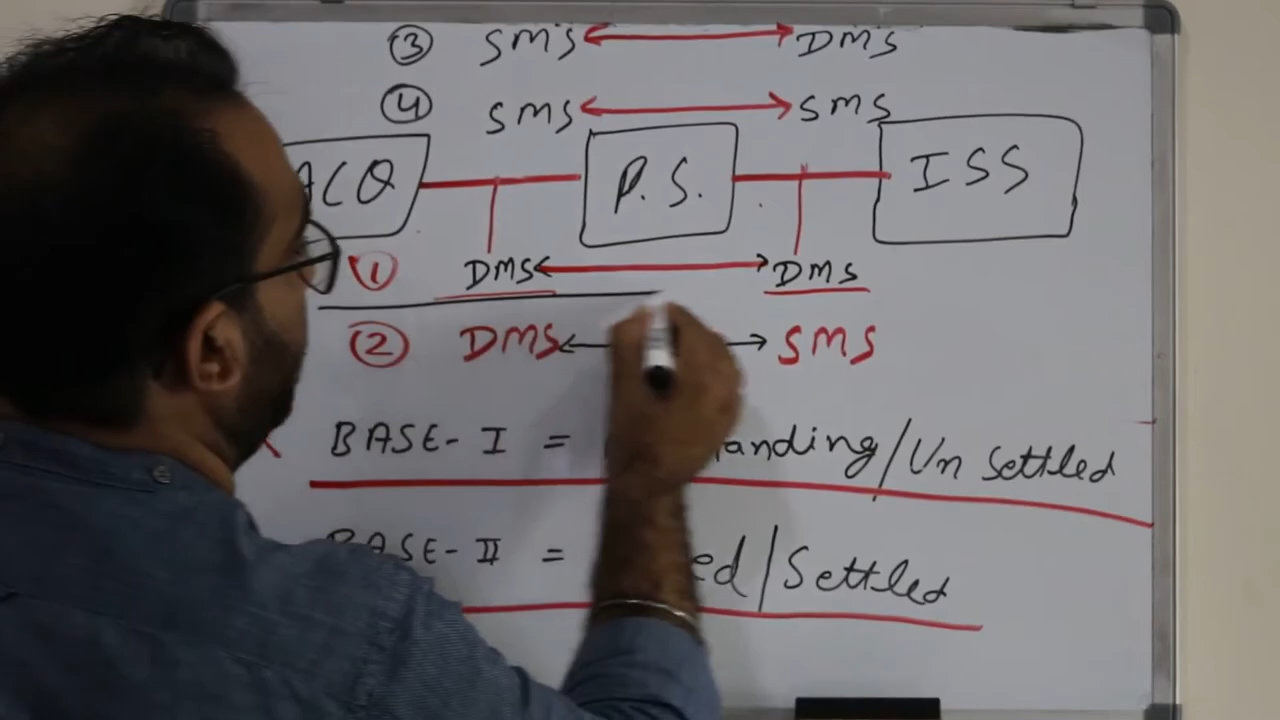 ③ SMS ↔ DMS
④ SMS ↔ SMS
ACQ P.S. ISS
① DMS ↔ DMS
② DMS ↔ SMS
BASE-I = anding/Un Settled
BASE-II = ed/Settled